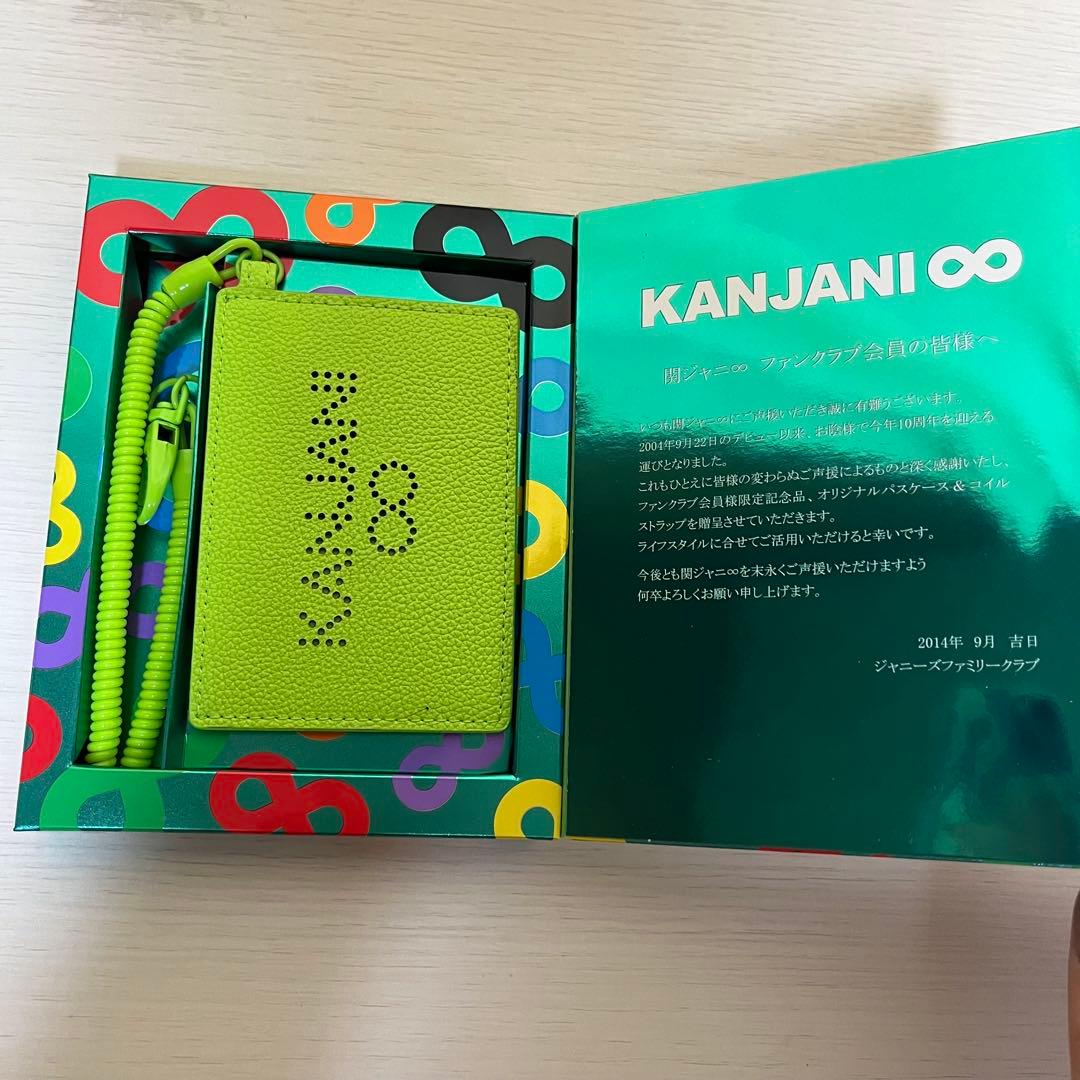 KANJANI
∞
KANJANI∞
関ジャニ∞ ファンクラブ会員の皆様へ
いつも関ジャニ∞にご声援いただき誠に有難うございます。
2004年9月22日のデビュー以来、お陰様で今年10周年を迎える
運びとなりました。
これもひとえに皆様の変わらぬご声援によるものと深く感謝いたし、
ファンクラブ会員様限定記念品、オリジナルパスケース & コイル
ストラップを贈呈させていただきます。
ライフスタイルに合せてご活用いただけると幸いです。
今後とも関ジャニ∞を末永くご声援いただけますよう
何卒よろしくお願い申し上げます。
2014年 9月 吉日
ジャニーズファミリークラブ